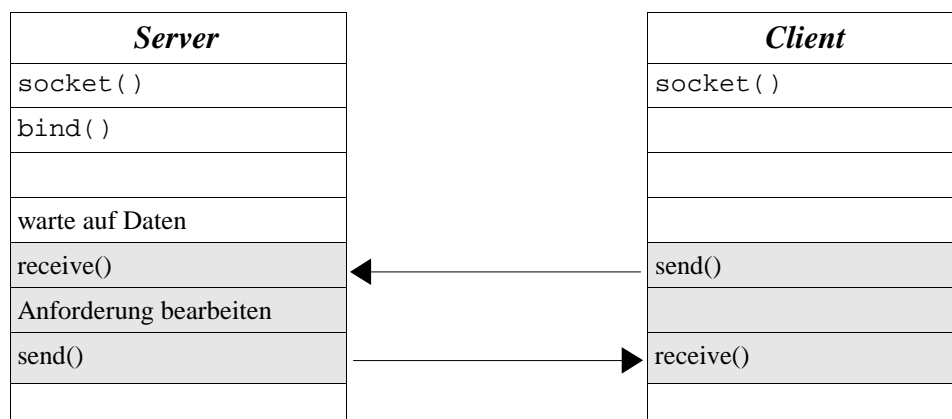 Server
Client
socket()
socket()
bind()
warte auf Daten
receive()
send()
Anforderung bearbeiten
send()
receive()